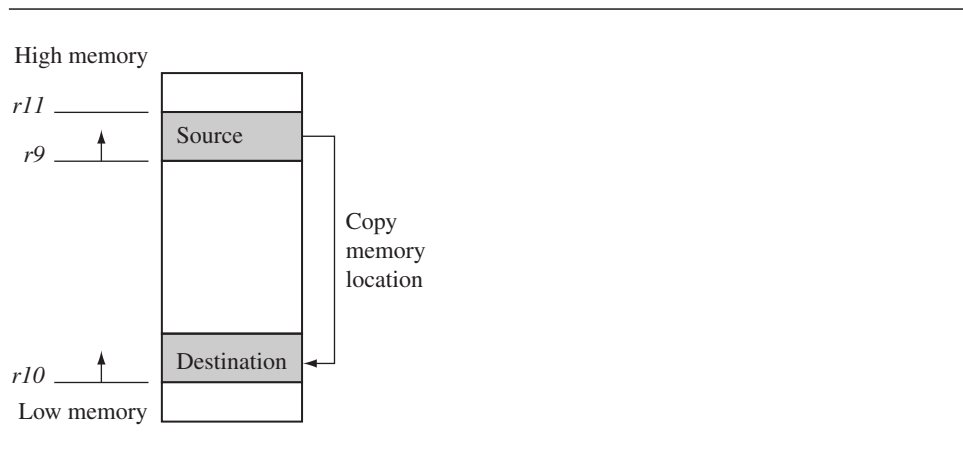 High memory
r11
Source
r9
Copy
memory
location
Destination
r10
Low memory